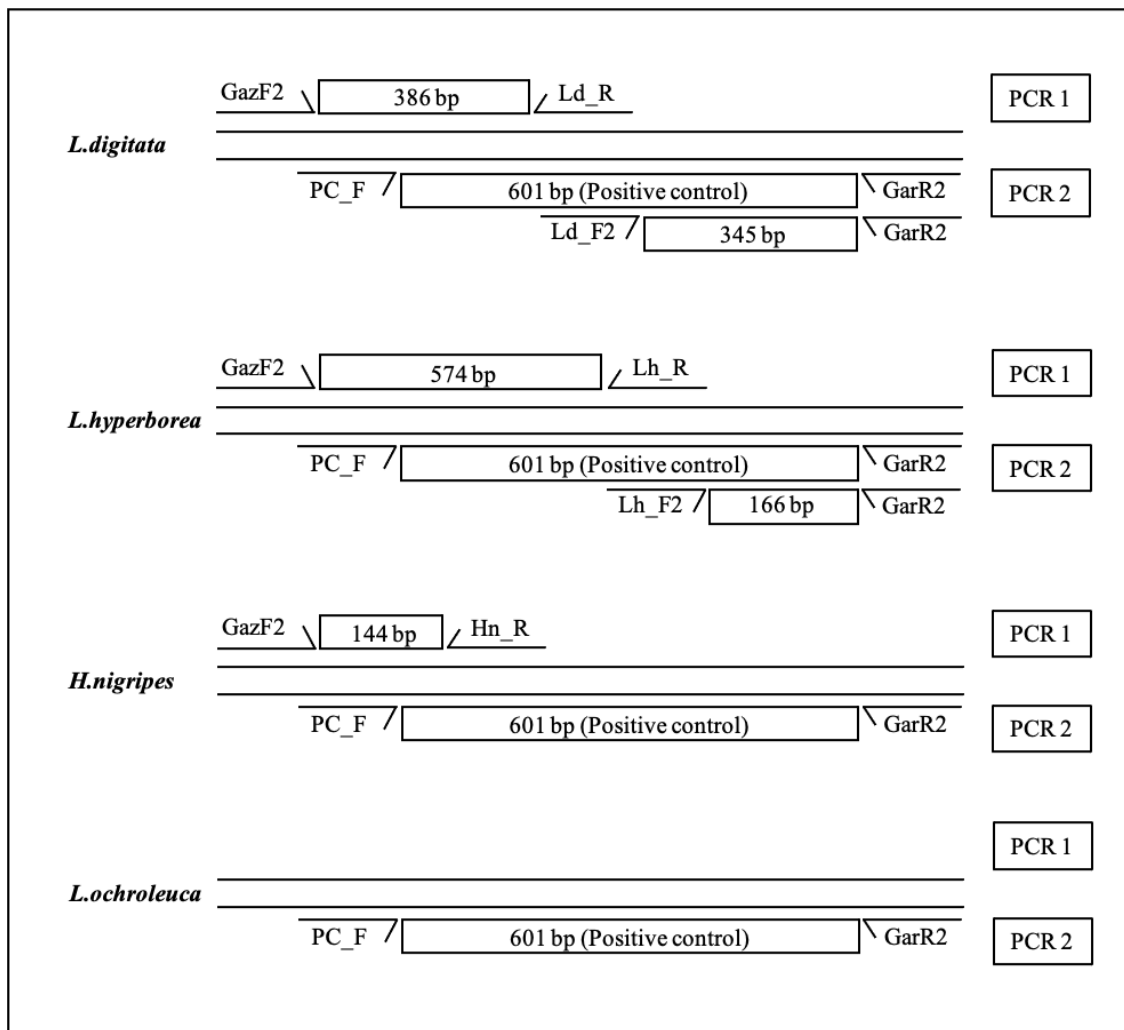 GazF2 386 bp Ld_R PCR 1
L.digitata
PC_F 601 bp (Positive control) GarR2 PCR 2
Ld_F2 345 bp GarR2
GazF2 574 bp Lh_R PCR 1
L.hyperborea
PC_F 601 bp (Positive control) GarR2 PCR 2
Lh_F2 166 bp GarR2
GazF2 144 bp Hn_R PCR 1
H.nigripes
PC_F 601 bp (Positive control) GarR2 PCR 2
PCR 1
L.ochroleuca
PC_F 601 bp (Positive control) GarR2 PCR 2